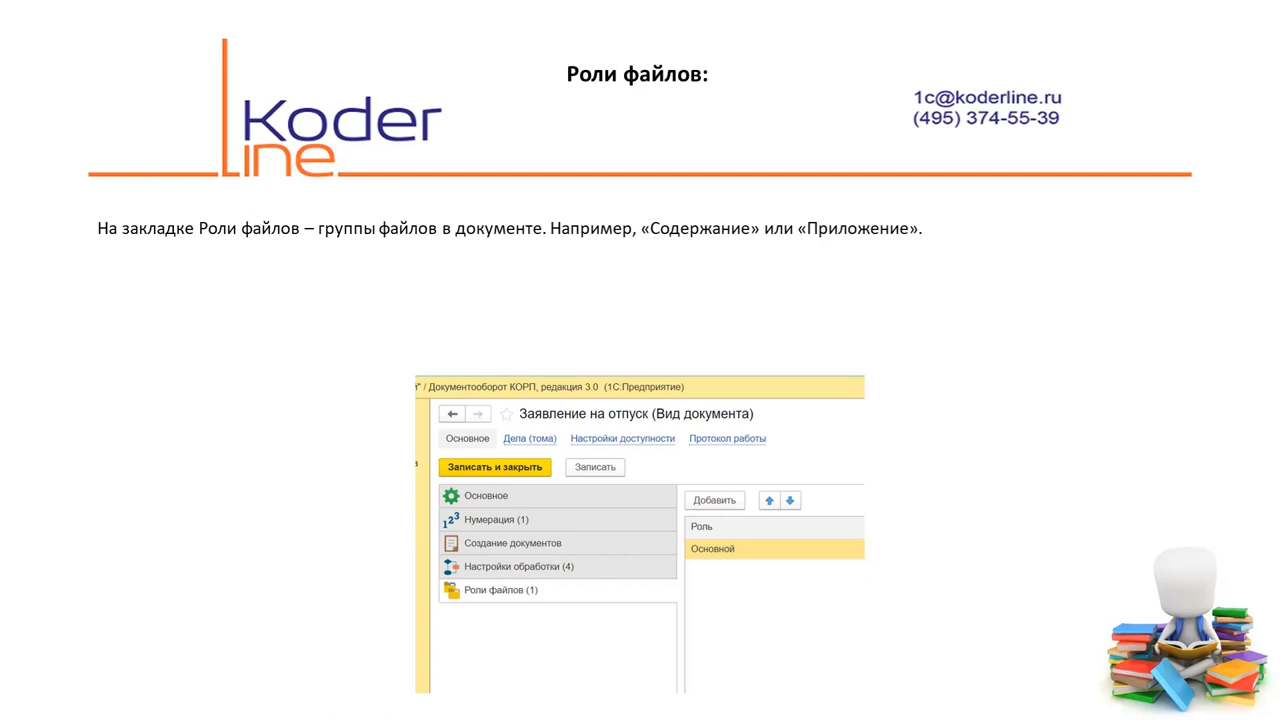 Роли файлов:
Koder
line
1c@koderline.ru
(495) 374-55-39
На закладке Роли файлов – группы файлов в документе. Например, «Содержание» или «Приложение».
й" / Документооборот КОРП, редакция 3.0 (1С:Предприятие)
Заявление на отпуск (Вид документа)
Основное Дела (тома) Настройки доступности Протокол работы
а
Записать и закрыть Записать
Основное
Добавить
123 Нумерация (1)
Роль
Создание документов
Основной
Настройки обработки (4)
Роли файлов (1)